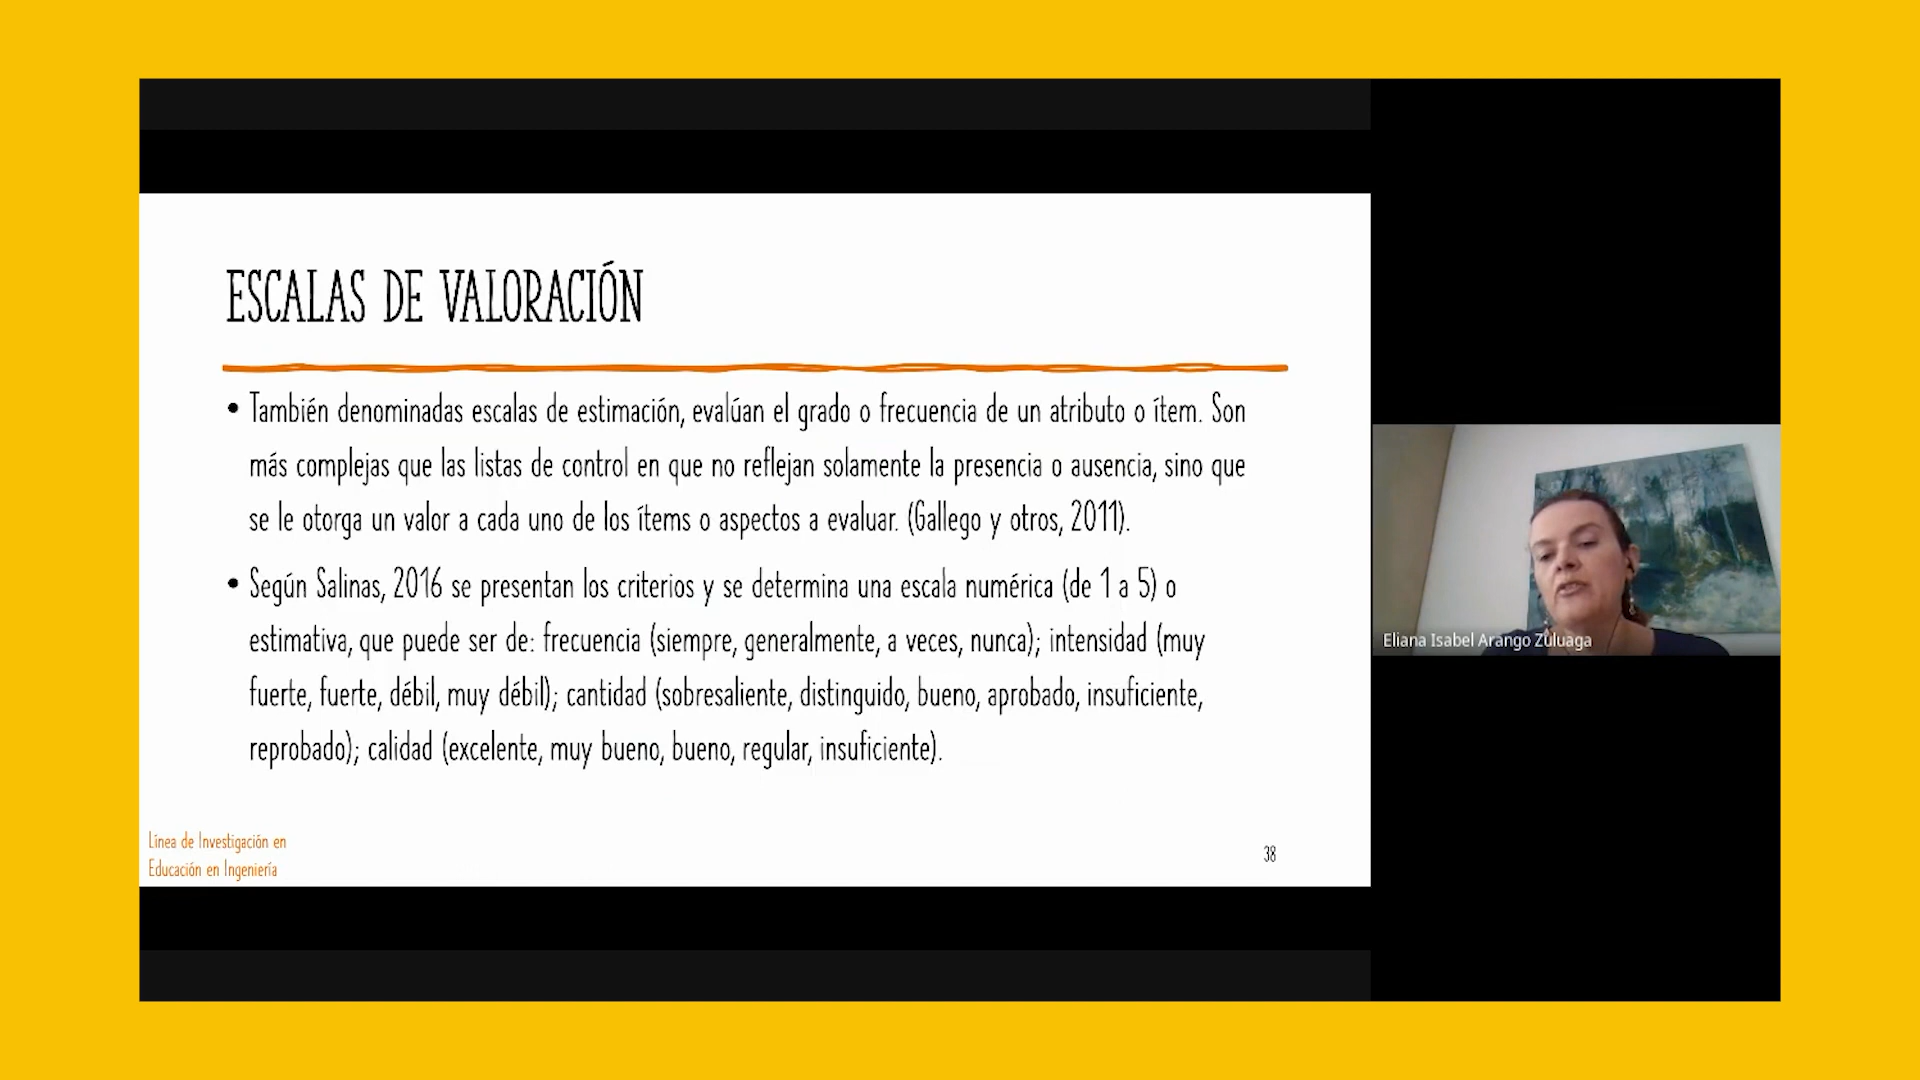 ESCALAS DE VALORACIÓN
• También denominadas escalas de estimación, evalúan el grado o frecuencia de un atributo o ítem. Son
más complejas que las listas de control en que no reflejan solamente la presencia o ausencia, sino que
se le otorga un valor a cada uno de los ítems o aspectos a evaluar. (Gallego y otros, 2011).
• Según Salinas, 2016 se presentan los criterios y se determina una escala numérica (de 1 a 5) o
estimativa, que puede ser de: frecuencia (siempre, generalmente, a veces, nunca); intensidad (muy
fuerte, fuerte, débil, muy débil); cantidad (sobresaliente, distinguido, bueno, aprobado, insuficiente,
reprobado); calidad (excelente, muy bueno, bueno, regular, insuficiente).
Línea de Investigación en
Educación en Ingeniería
38
Eliana Isabel Arango Zuluaga